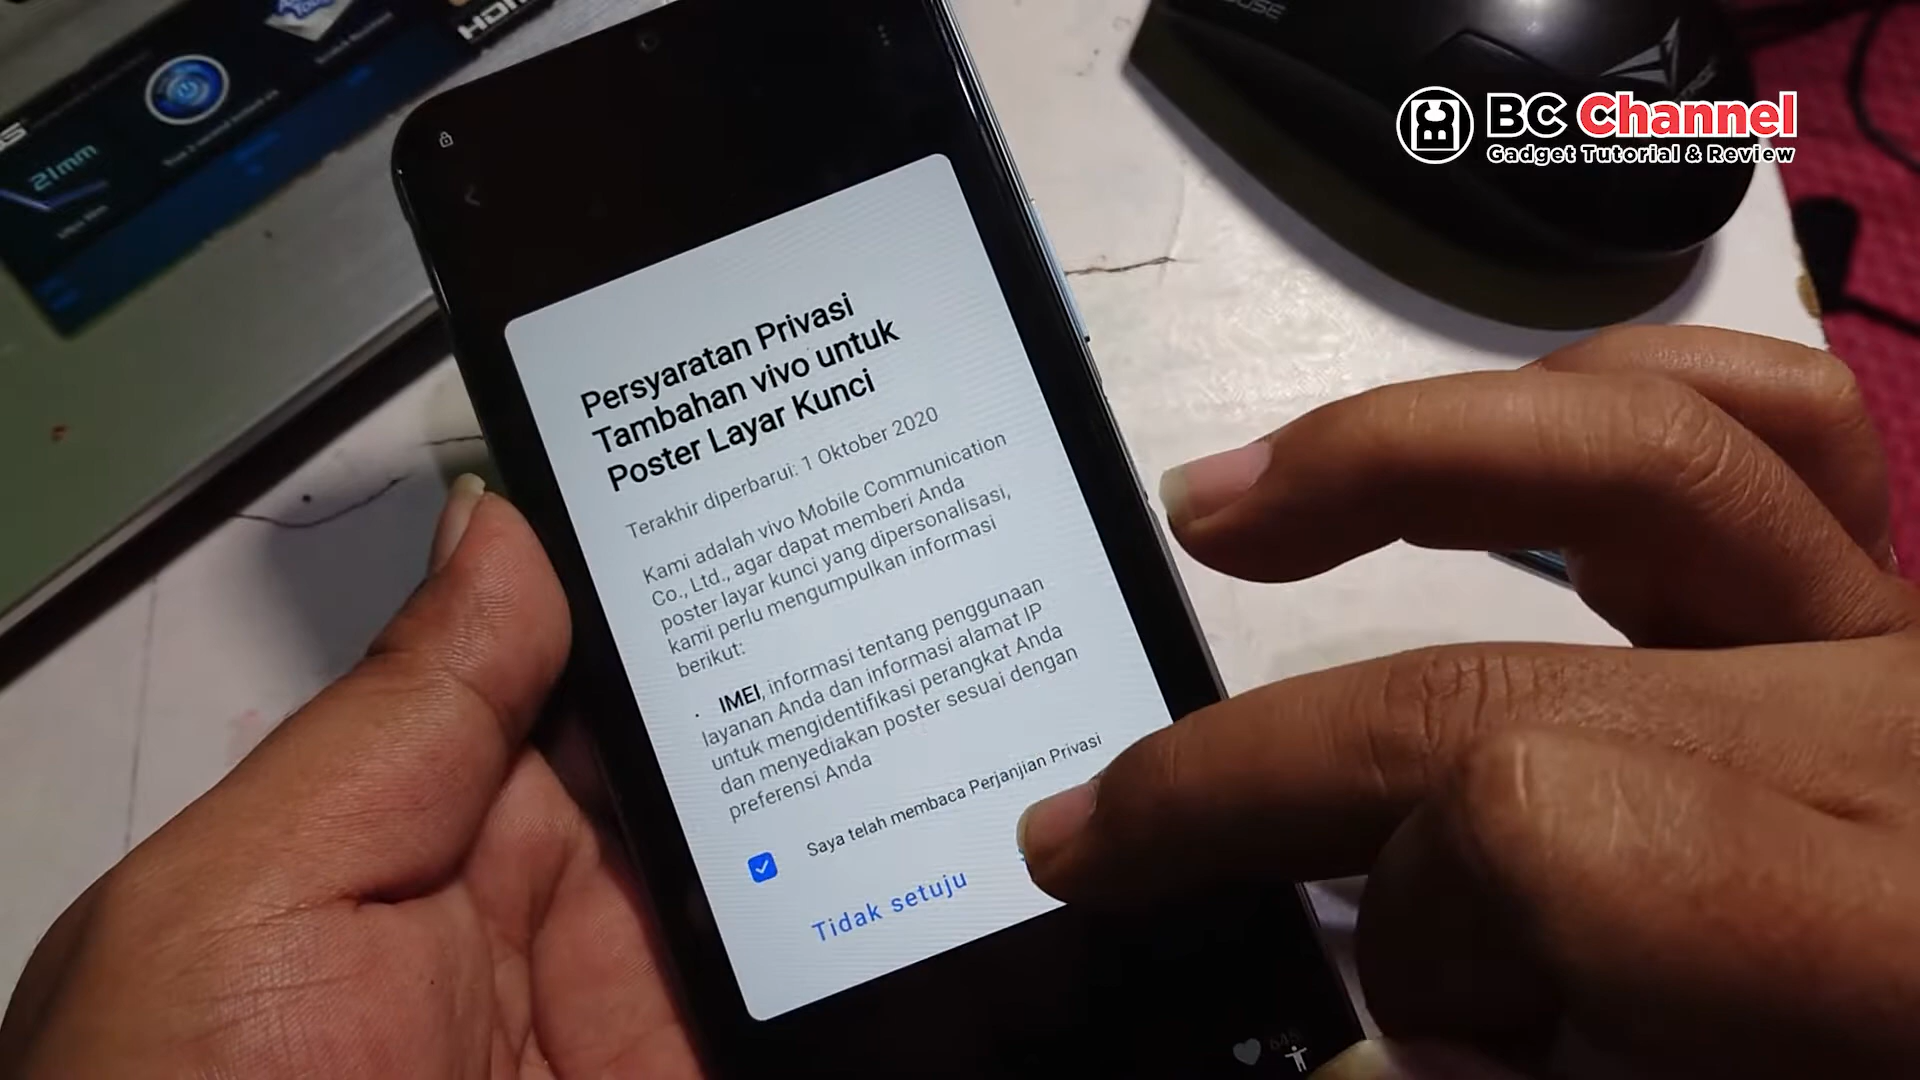 BC Channel
Gadget Tutorial & Review
21mm
HDMI
Persyaratan Privasi
Tambahan vivo untuk
Poster Layar Kunci
Terakhir diperbarui: 1 Oktober 2020
Kami adalah vivo Mobile Communication
Co., Ltd., agar dapat memberi Anda
poster layar kunci yang dipersonalisasi,
kami perlu mengumpulkan informasi
berikut:
· IMEI, informasi tentang penggunaan
layanan Anda dan informasi alamat IP
untuk mengidentifikasi perangkat Anda
dan menyediakan poster sesuai dengan
preferensi Anda
Saya telah membaca Perjanjian Privasi
Tidak setuju